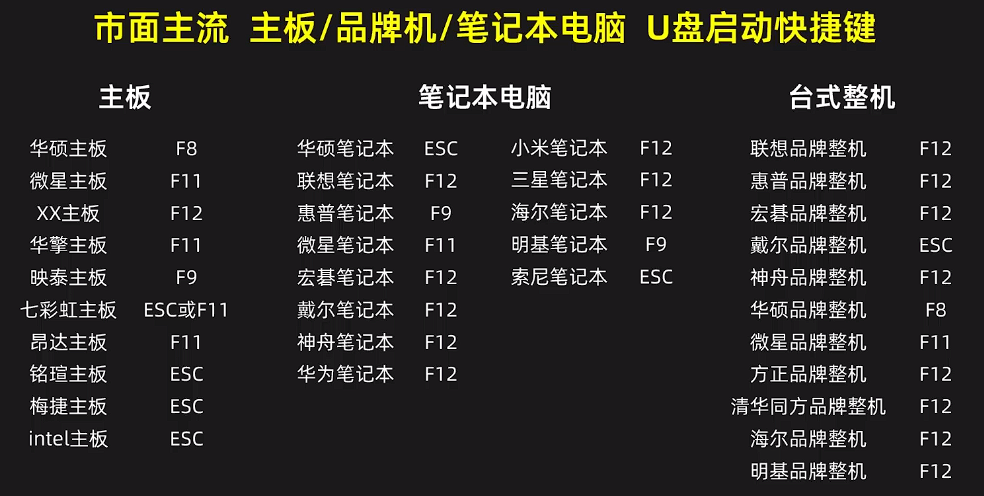 市面主流 主板/品牌机/笔记本电脑 U盘启动快捷键
主板 笔记本电脑 台式整机
华硕主板 F8 华硕笔记本 ESC 小米笔记本 F12 联想品牌整机 F12
微星主板 F11 联想笔记本 F12 三星笔记本 F12 惠普品牌整机 F12
XX主板 F12 惠普笔记本 F9 海尔笔记本 F12 宏碁品牌整机 F12
华擎主板 F11 微星笔记本 F11 明基笔记本 F9 戴尔品牌整机 ESC
映泰主板 F9 宏碁笔记本 F12 索尼笔记本 ESC 神舟品牌整机 F12
七彩虹主板 ESC或F11 戴尔笔记本 F12 华硕品牌整机 F8
昂达主板 F11 神舟笔记本 F12 微星品牌整机 F11
铭瑄主板 ESC 华为笔记本 F12 方正品牌整机 F12
梅捷主板 ESC 清华同方品牌整机 F12
intel主板 ESC 海尔品牌整机 F12
明基品牌整机 F12